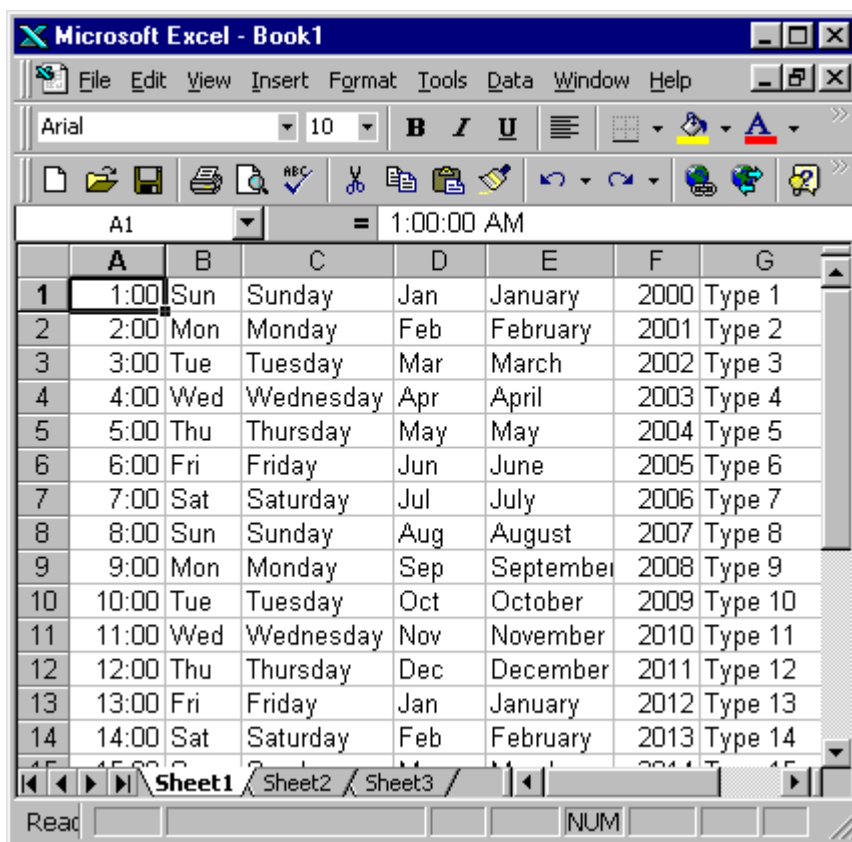 Microsoft Excel - Book1
File Edit View Insert Format Tools Data Window Help
Arial 10 B I U A
ABC
A1 = 1:00:00 AM
A B C D E F G
1 1:00 Sun Sunday Jan January 2000 Type 1
2 2:00 Mon Monday Feb February 2001 Type 2
3 3:00 Tue Tuesday Mar March 2002 Type 3
4 4:00 Wed Wednesday Apr April 2003 Type 4
5 5:00 Thu Thursday May May 2004 Type 5
6 6:00 Fri Friday Jun June 2005 Type 6
7 7:00 Sat Saturday Jul July 2006 Type 7
8 8:00 Sun Sunday Aug August 2007 Type 8
9 9:00 Mon Monday Sep September 2008 Type 9
10 10:00 Tue Tuesday Oct October 2009 Type 10
11 11:00 Wed Wednesday Nov November 2010 Type 11
12 12:00 Thu Thursday Dec December 2011 Type 12
13 13:00 Fri Friday Jan January 2012 Type 13
14 14:00 Sat Saturday Feb February 2013 Type 14
Sheet1 Sheet2 Sheet3
Read NUM